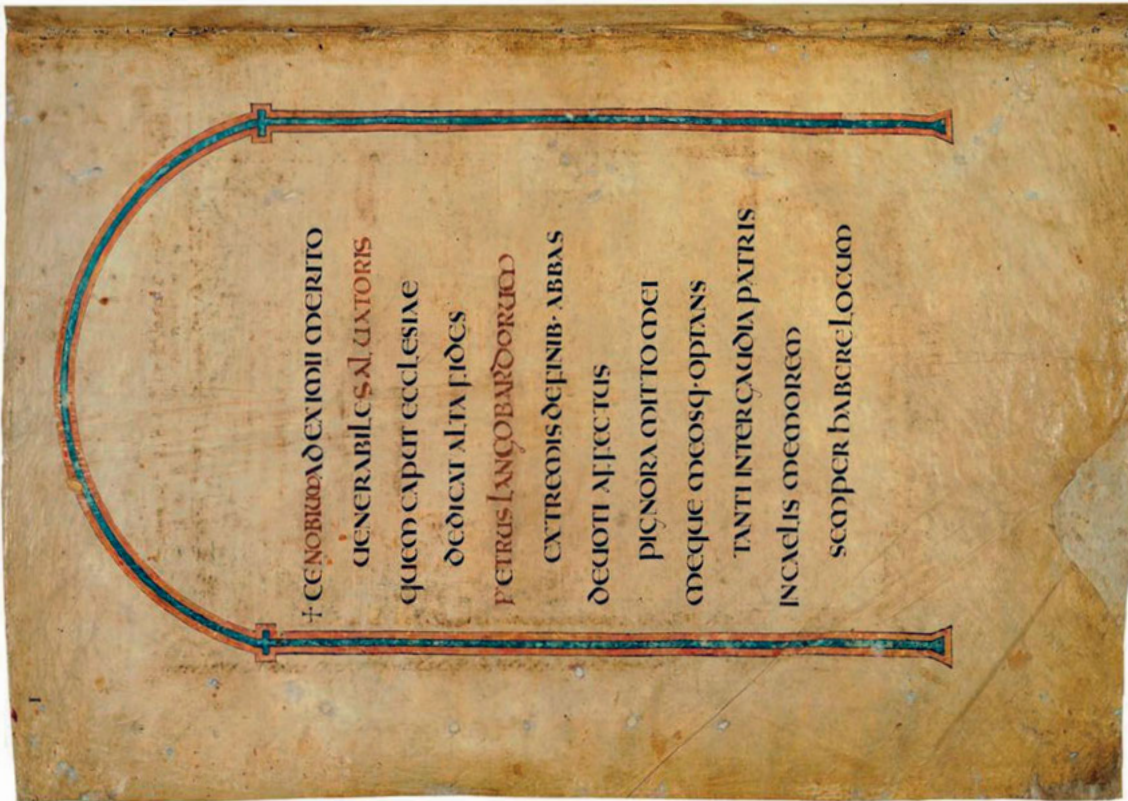 I
✝ CENOBIUM AD EXIMII MERITO
UENERABILE SALUATORIS
QUEM CAPUT ECCLESIAE
DEDICAT ALTA FIDES
PETRUS LANGOBARDORUM
EXTREMIS DE FINIB· ABBAS
DEUOTI AFFECTUS
PIGNORA MITTO MEI
MEQUE MEOSQ· OPTANS
TANTI INTER GAUDIA PATRIS
IN CAELIS MEMOREM
SEMPER HABERE LOCUM